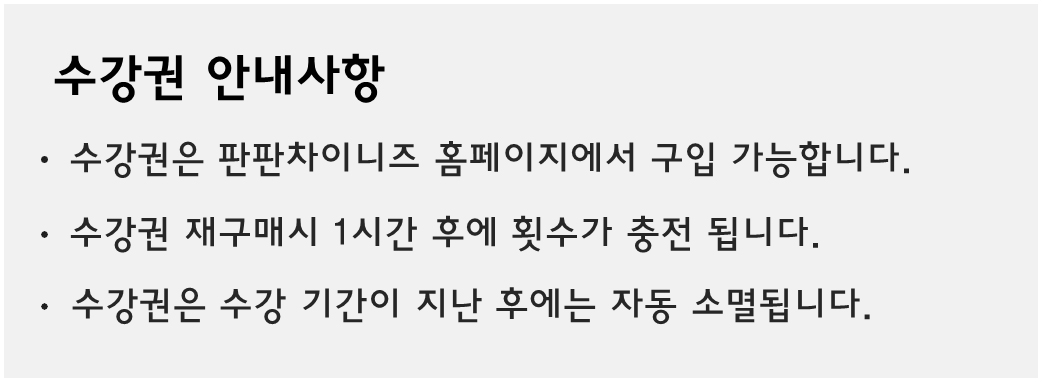 수강권 안내사항
· 수강권은 판판차이니즈 홈페이지에서 구입 가능합니다.
· 수강권 재구매시 1시간 후에 횟수가 충전 됩니다.
· 수강권은 수강 기간이 지난 후에는 자동 소멸됩니다.